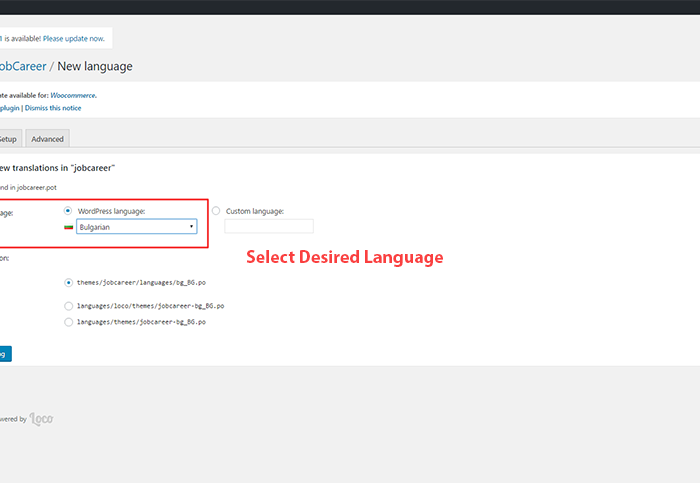 1 is available! Please update now.
obCareer / New language
ate available for: Woocommerce.
plugin | Dismiss this notice
Setup Advanced
ew translations in "jobcareer"
nd in jobcareer.pot
age: WordPress language: Custom language:
Bulgarian
Select Desired Language
on:
themes/jobcareer/languages/bg_BG.po
languages/loco/themes/jobcareer-bg_BG.po
languages/themes/jobcareer-bg_BG.po
ng
wered by Loco